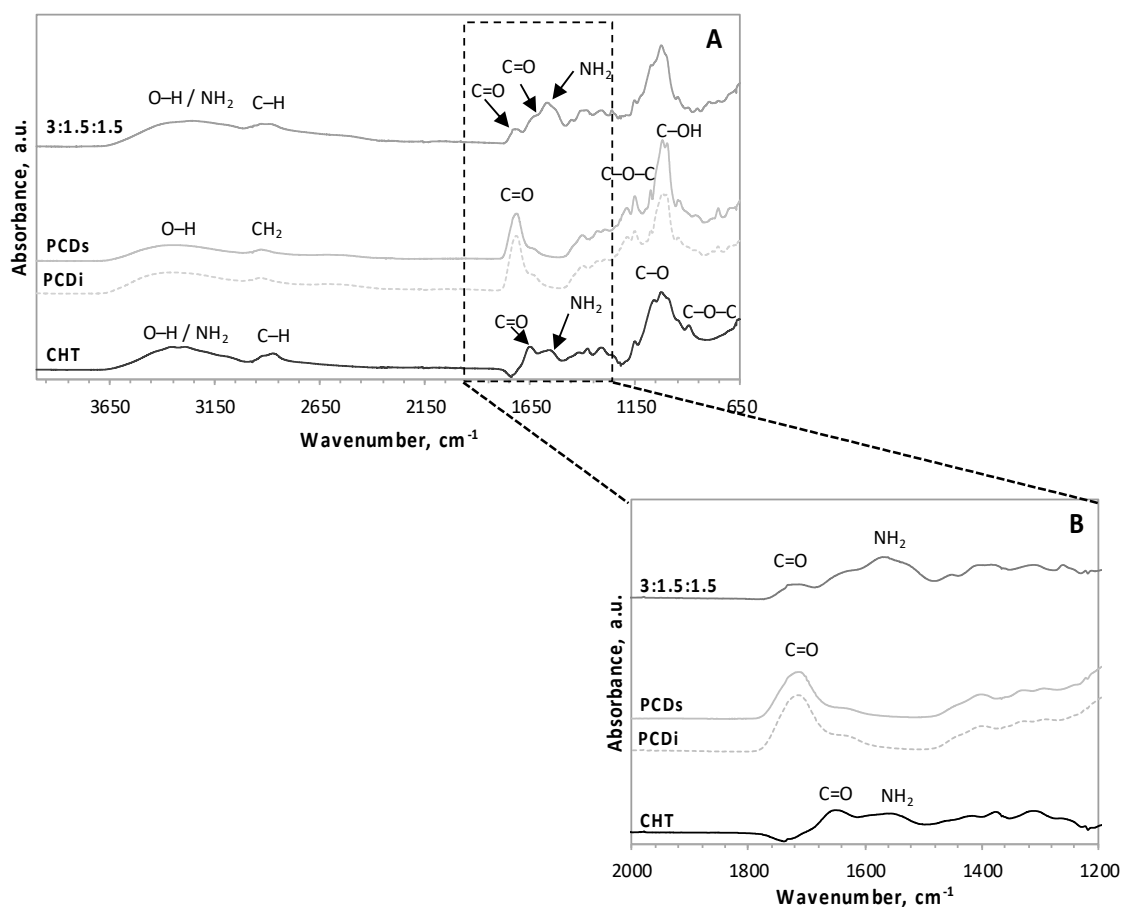 A
C=O
C=O
NH2
O–H / NH2
C–H
3:1.5:1.5
C–OH
C–O–C
C=O
O–H
CH2
PCDs
PCDi
C–O
C–O–C
NH2
C=O
O–H / NH2
C–H
CHT
Absorbance, a.u.
3650 3150 2650 2150 1650 1150 650
Wavenumber, cm-1
B
NH2
C=O
3:1.5:1.5
C=O
PCDs
PCDi
C=O
NH2
CHT
Absorbance, a.u.
2000 1800 1600 1400 1200
Wavenumber, cm-1